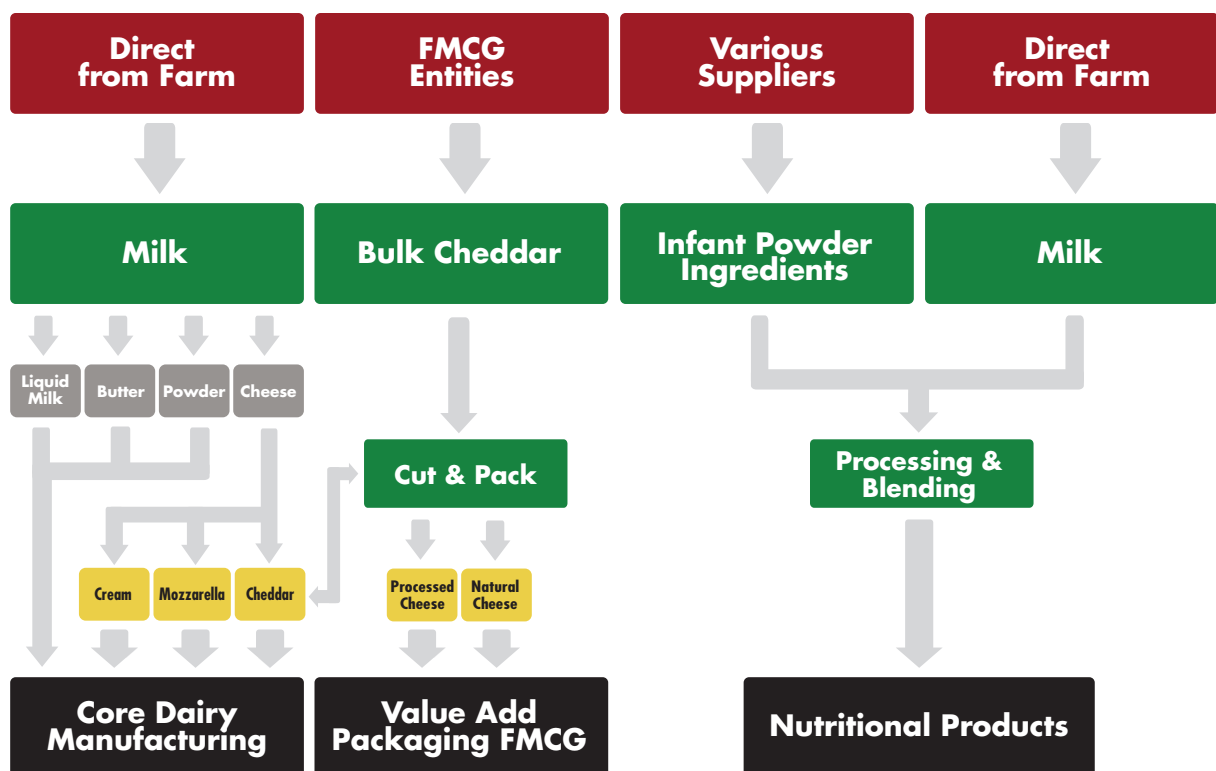 Direct
from Farm
FMCG
Entities
Various
Suppliers
Direct
from Farm
Milk
Bulk Cheddar
Infant Powder
Ingredients
Milk
Liquid
Milk
Butter
Powder
Cheese
Cut & Pack
Processing &
Blending
Cream
Mozzarella
Cheddar
Processed
Cheese
Natural
Cheese
Core Dairy
Manufacturing
Value Add
Packaging FMCG
Nutritional Products